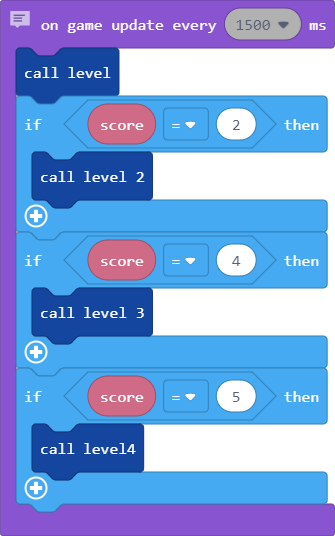 on game update every 1500 ms
call level
if score = 2 then
call level 2
if score = 4 then
call level 3
if score = 5 then
call level4